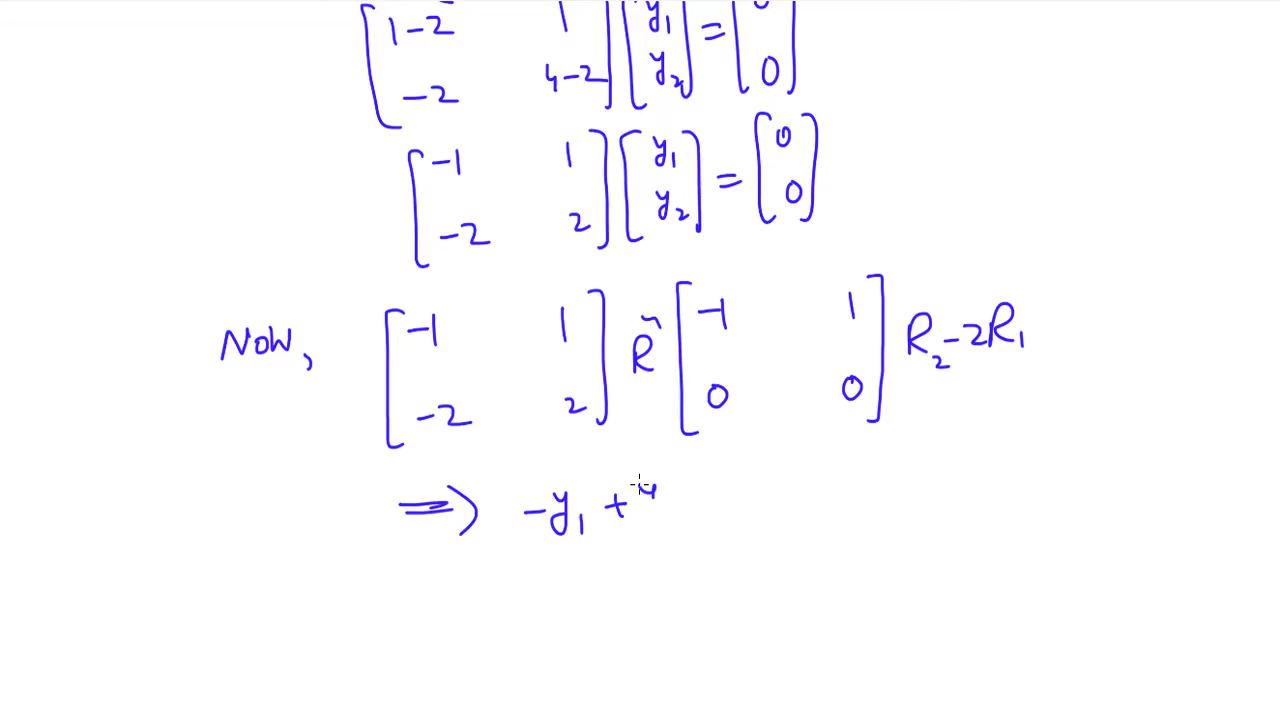 [1-2 1] [y₁] = [0]
[-2 4-2] [y₂] [0]
[-1 1] [y₁] = [0]
[-2 2] [y₂] [0]
Now, [-1 1] R~ [-1 1] R₂-2R₁
[-2 2] [0 0]
⇒ -y₁ + y